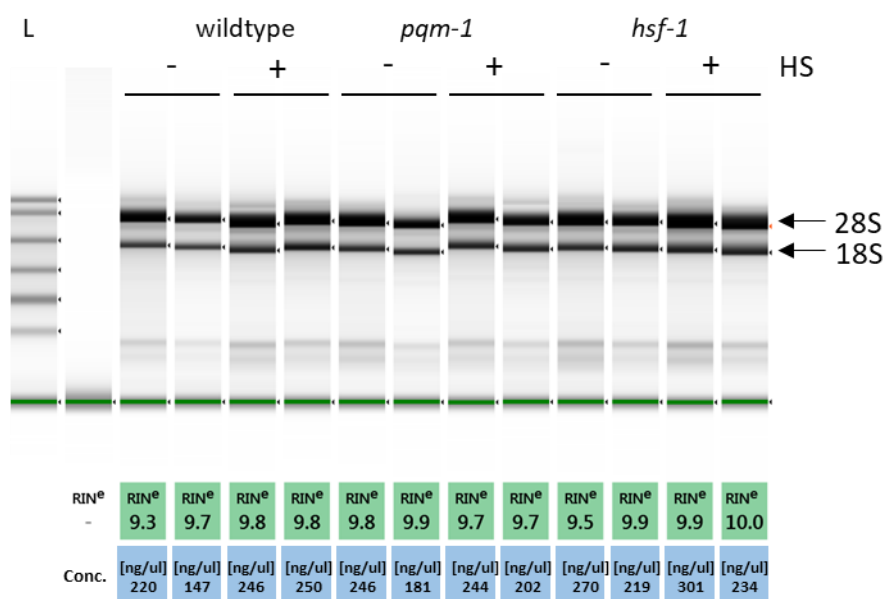 L wildtype pqm-1 hsf-1
- + - + - + HS
28S
18S
RINe RINe RINe RINe RINe RINe RINe RINe RINe RINe RINe RINe RINe
- 9.3 9.7 9.8 9.8 9.8 9.9 9.7 9.7 9.5 9.9 9.9 10.0
Conc. [ng/ul] [ng/ul] [ng/ul] [ng/ul] [ng/ul] [ng/ul] [ng/ul] [ng/ul] [ng/ul] [ng/ul] [ng/ul] [ng/ul]
220 147 246 250 246 181 244 202 270 219 301 234